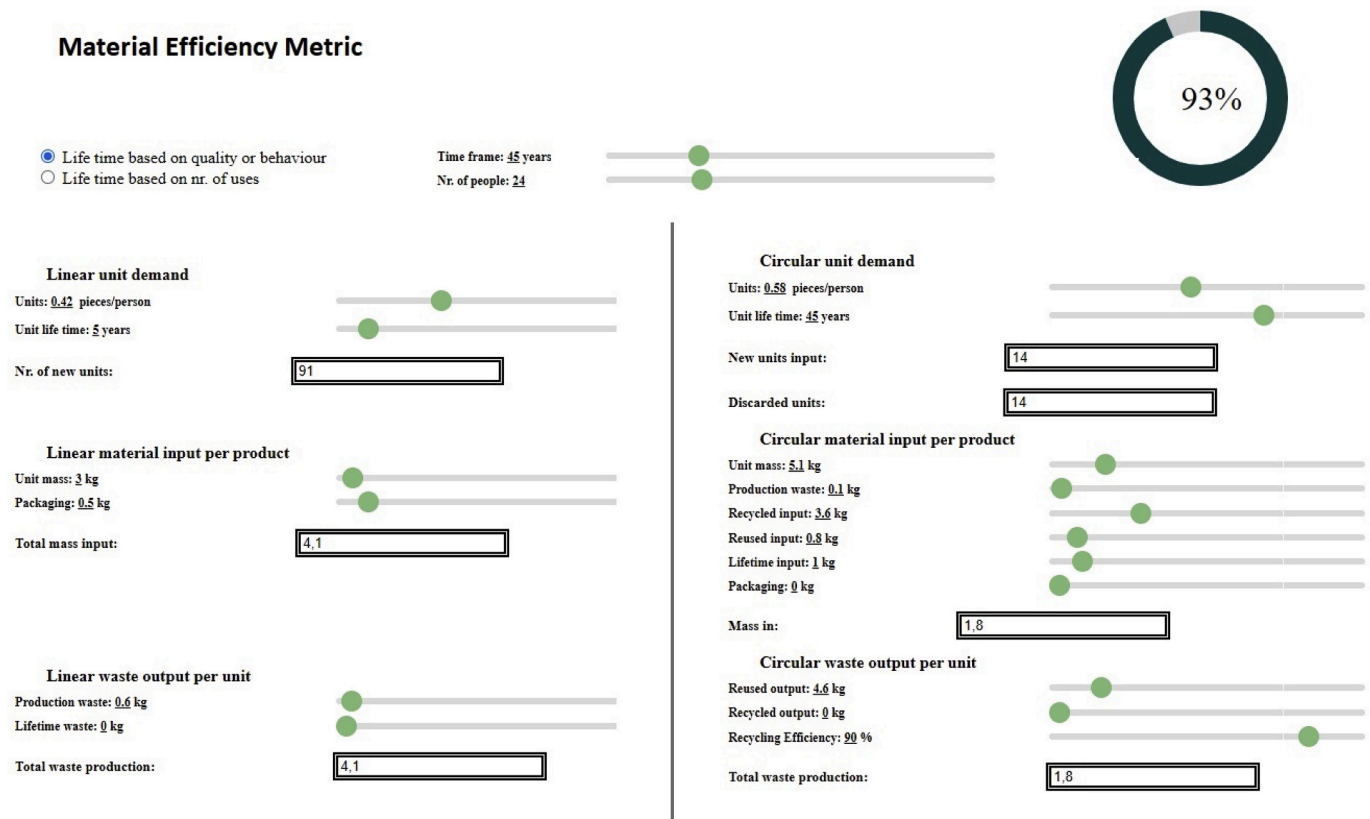 Material Efficiency Metric
93%
Life time based on quality or behaviour
Life time based on nr. of uses
Time frame: 45 years
Nr. of people: 24
Linear unit demand
Units: 0.42 pieces/person
Unit life time: 5 years
Nr. of new units:
91
Linear material input per product
Unit mass: 3 kg
Packaging: 0.5 kg
Total mass input:
4,1
Linear waste output per unit
Production waste: 0.6 kg
Lifetime waste: 0 kg
Total waste production:
4,1
Circular unit demand
Units: 0.58 pieces/person
Unit life time: 45 years
New units input:
14
Discarded units:
14
Circular material input per product
Unit mass: 5.1 kg
Production waste: 0.1 kg
Recycled input: 3.6 kg
Reused input: 0.8 kg
Lifetime input: 1 kg
Packaging: 0 kg
Mass in:
1,8
Circular waste output per unit
Reused output: 4.6 kg
Recycled output: 0 kg
Recycling Efficiency: 90 %
Total waste production:
1,8